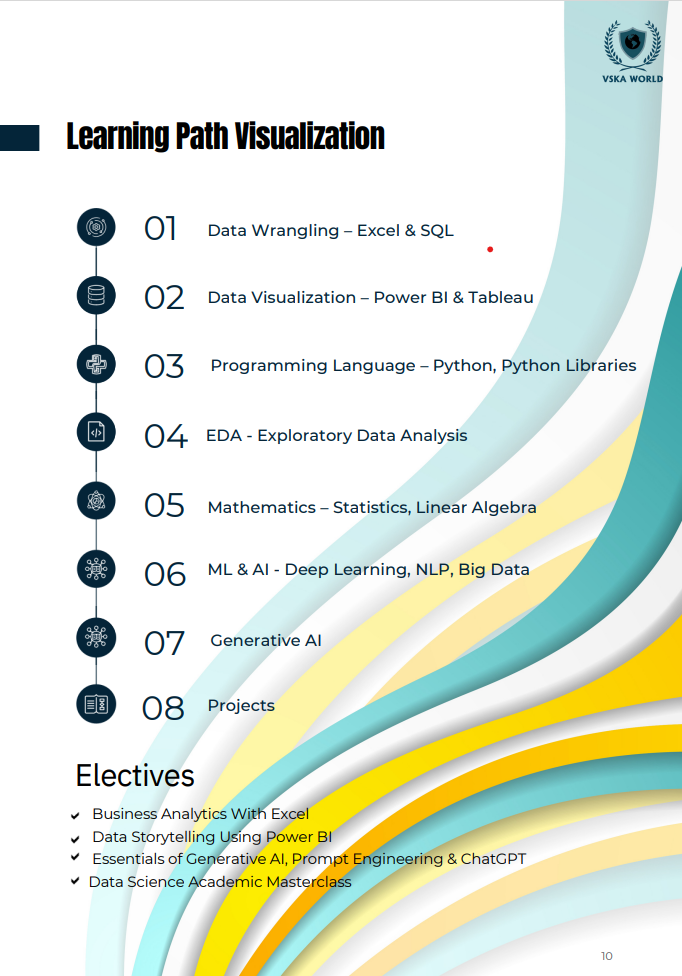 VSKA WORLD
Learning Path Visualization
01 Data Wrangling – Excel & SQL
02 Data Visualization – Power BI & Tableau
03 Programming Language – Python, Python Libraries
04 EDA - Exploratory Data Analysis
05 Mathematics – Statistics, Linear Algebra
06 ML & AI - Deep Learning, NLP, Big Data
07 Generative AI
08 Projects
Electives
Business Analytics With Excel
Data Storytelling Using Power BI
Essentials of Generative AI, Prompt Engineering & ChatGPT
Data Science Academic Masterclass
10